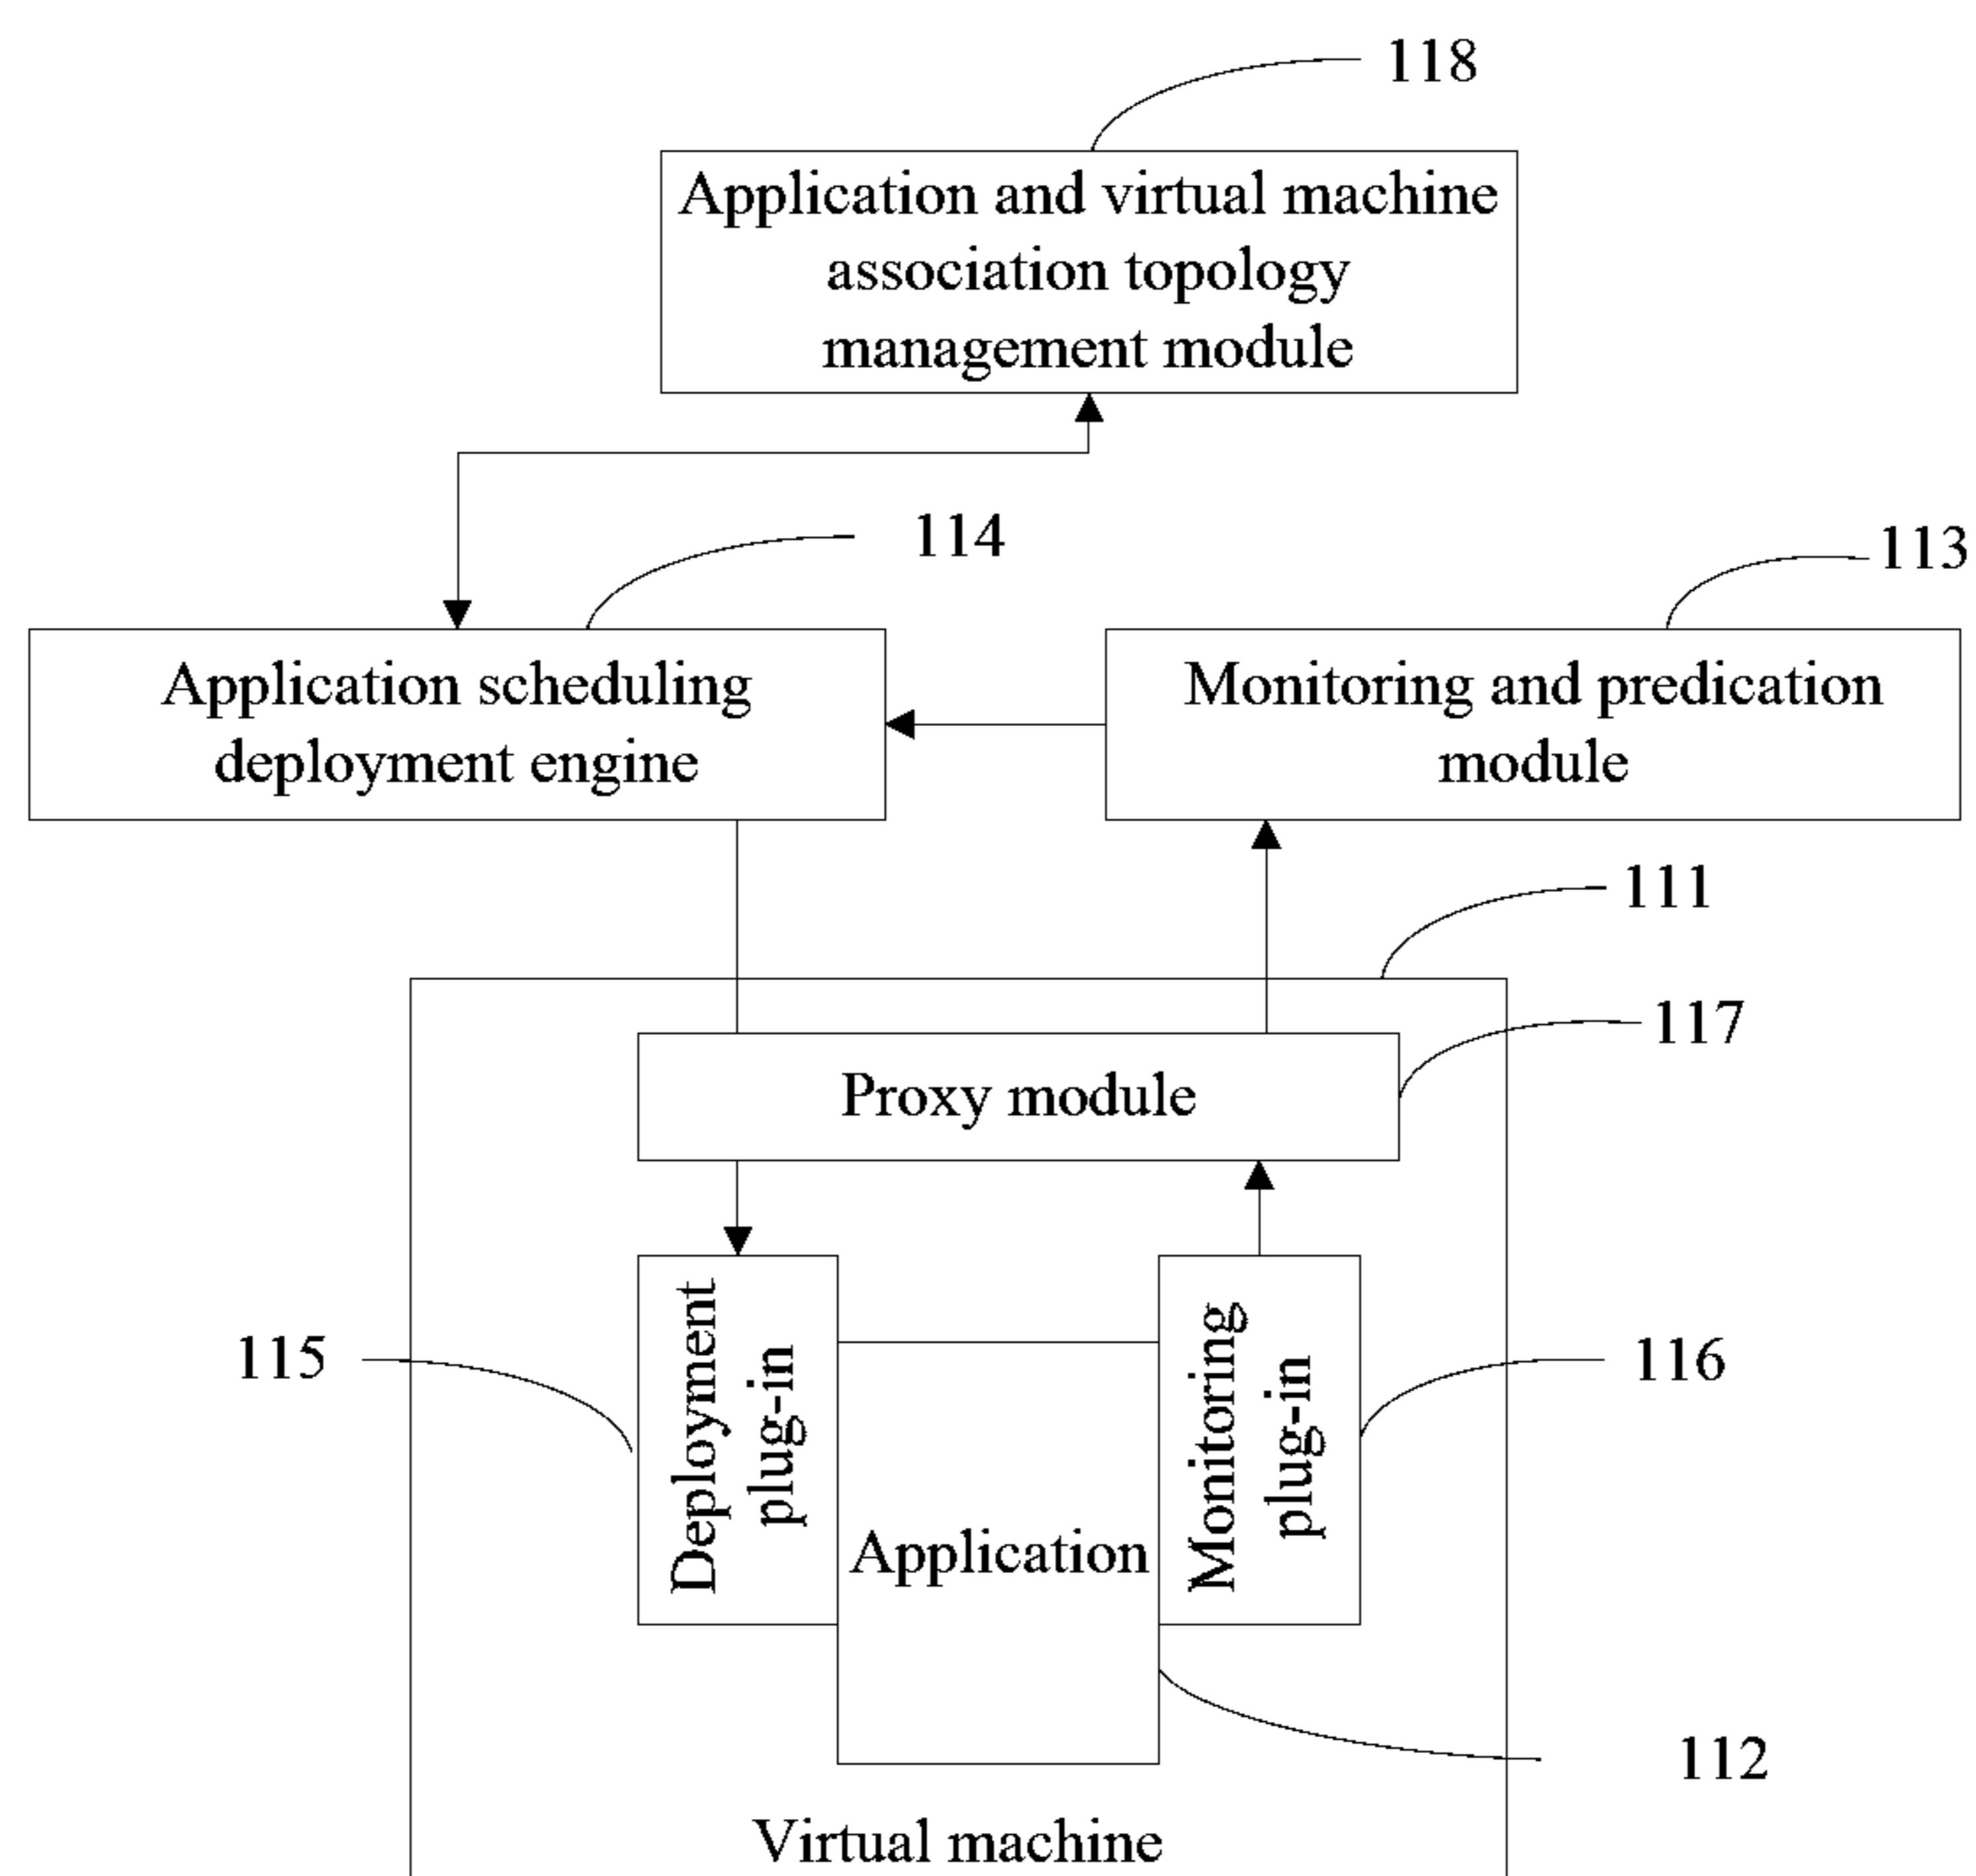 118
Application and virtual machine
association topology
management module
114
113
Application scheduling
deployment engine
Monitoring and predication
module
111
117
Proxy module
115
Deployment
plug-in
Application
Monitoring
plug-in
116
112
Virtual machine